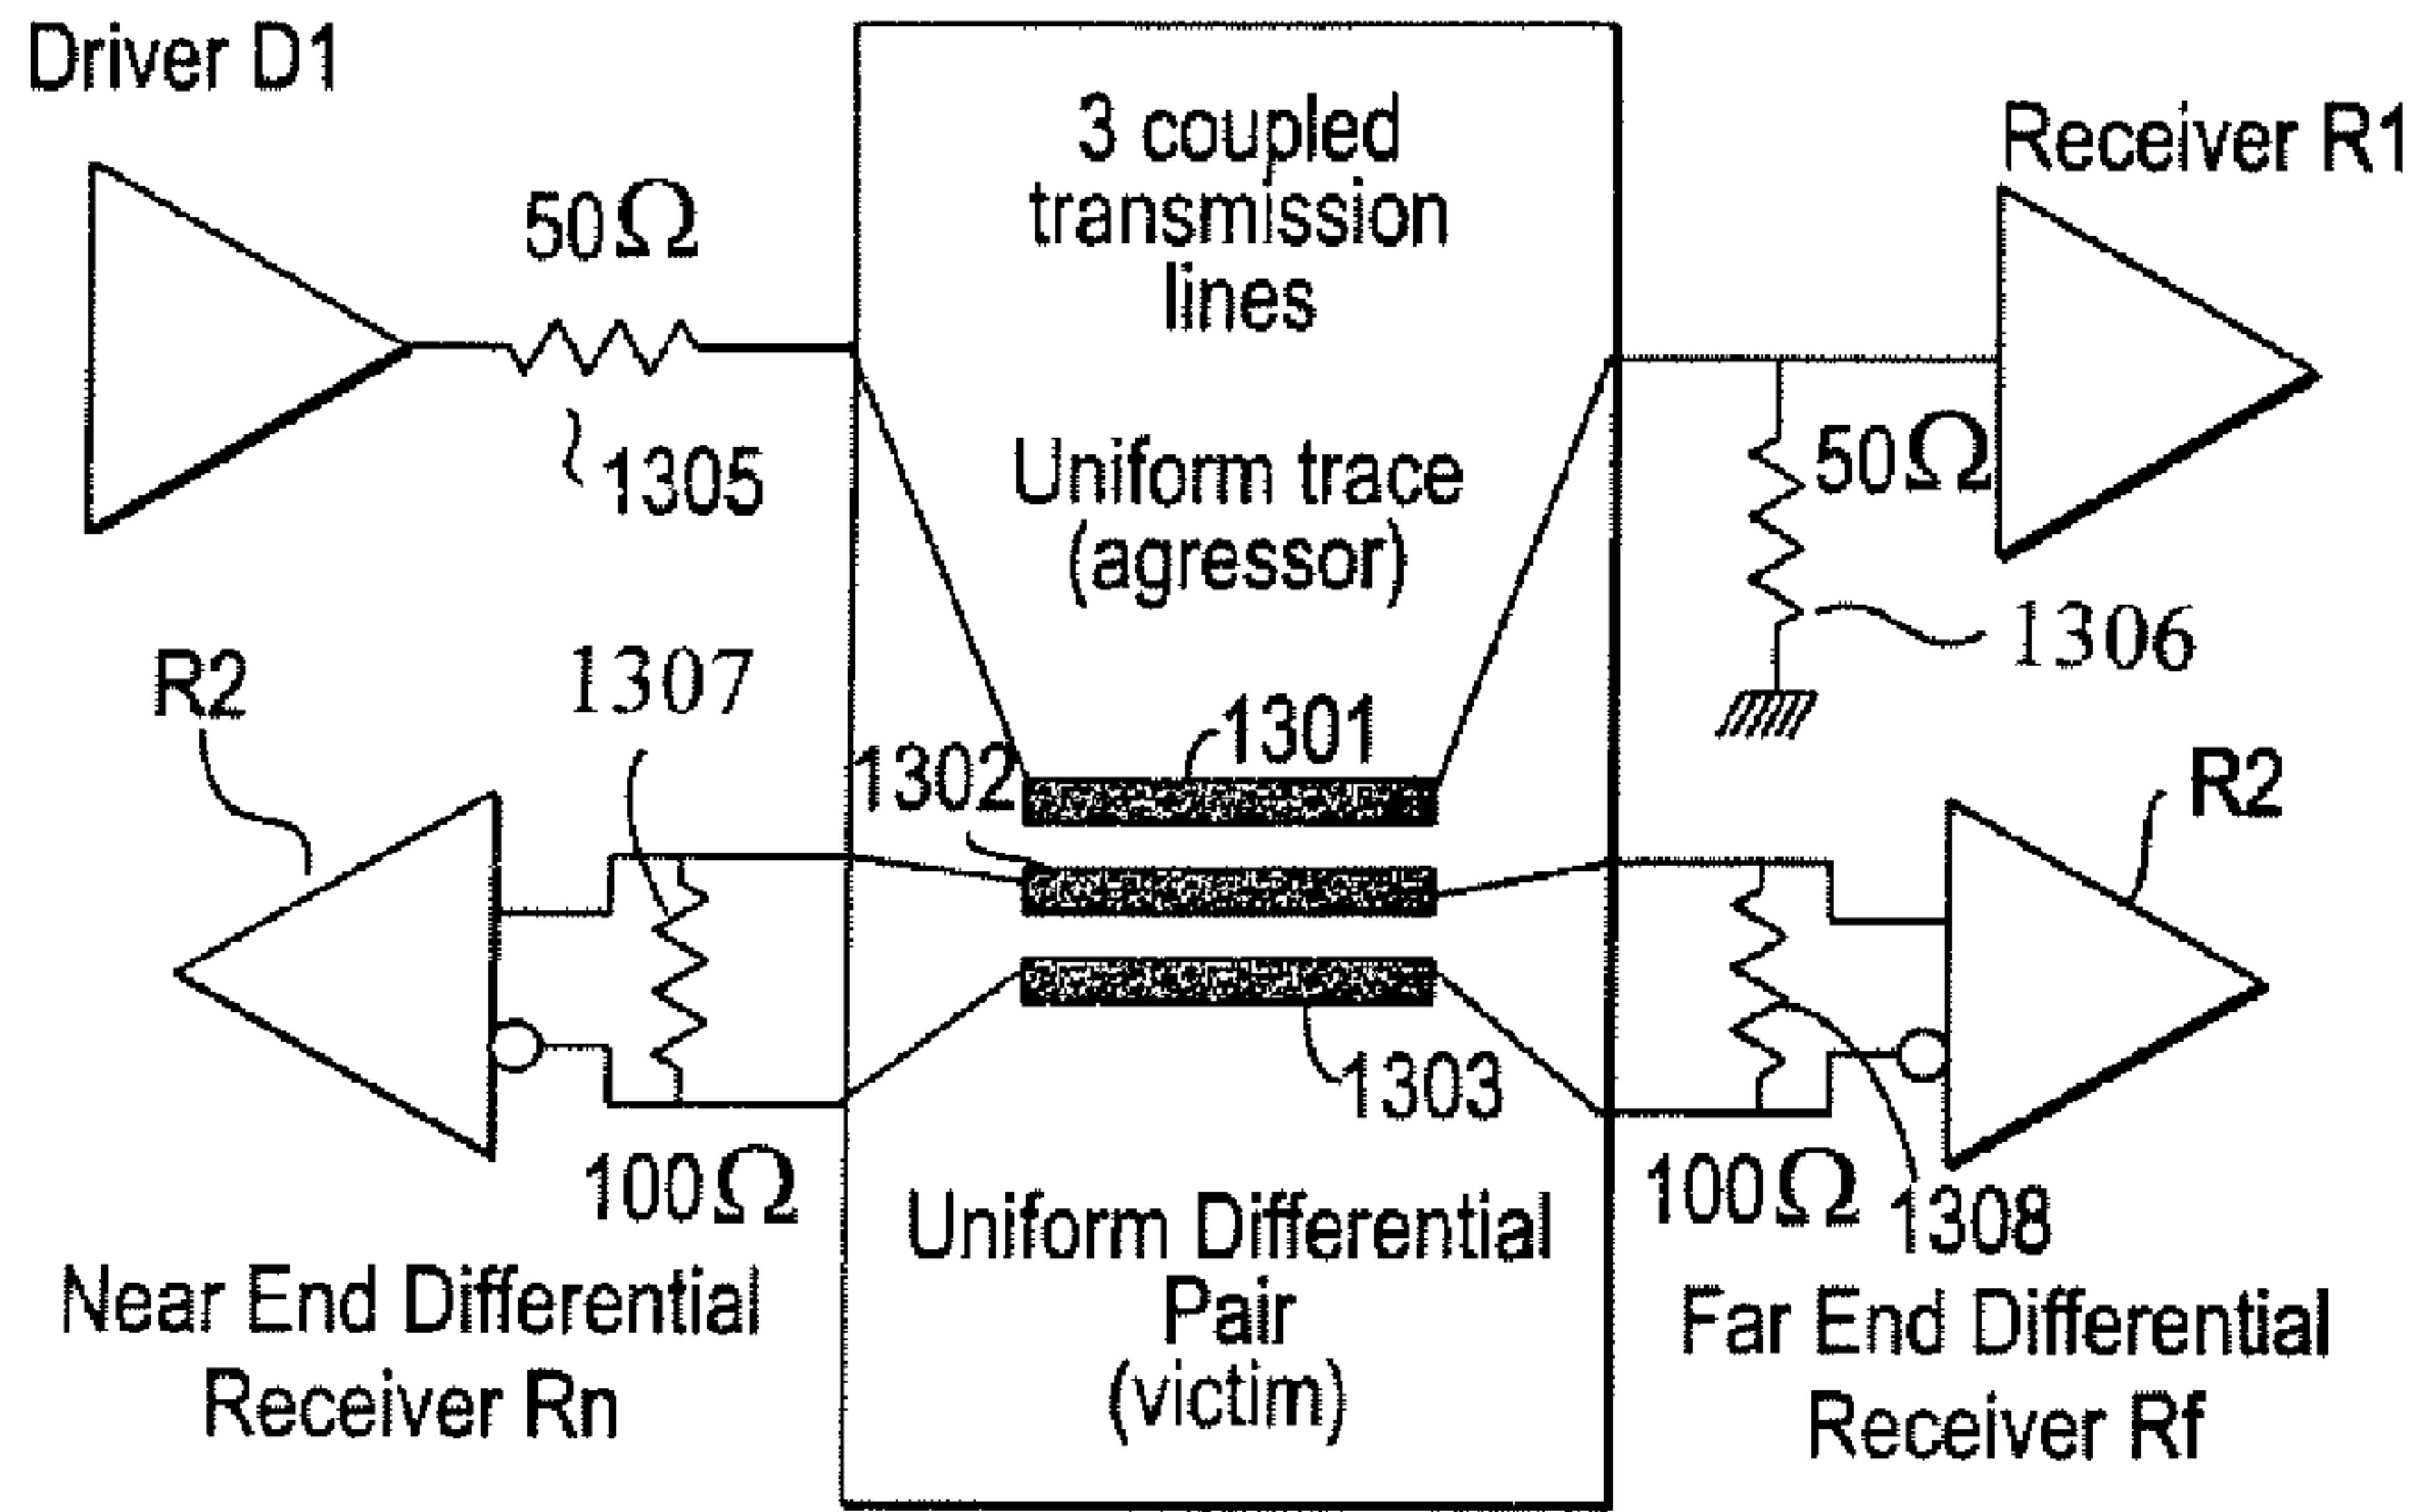 Driver D1
50Ω
1305
3 coupled
transmission
lines
Uniform trace
(agressor)
Receiver R1
50Ω
1306
R2
1307
1302
1301
R2
1303
100Ω
100Ω
1308
Near End Differential
Receiver Rn
Uniform Differential
Pair
(victim)
Far End Differential
Receiver Rf